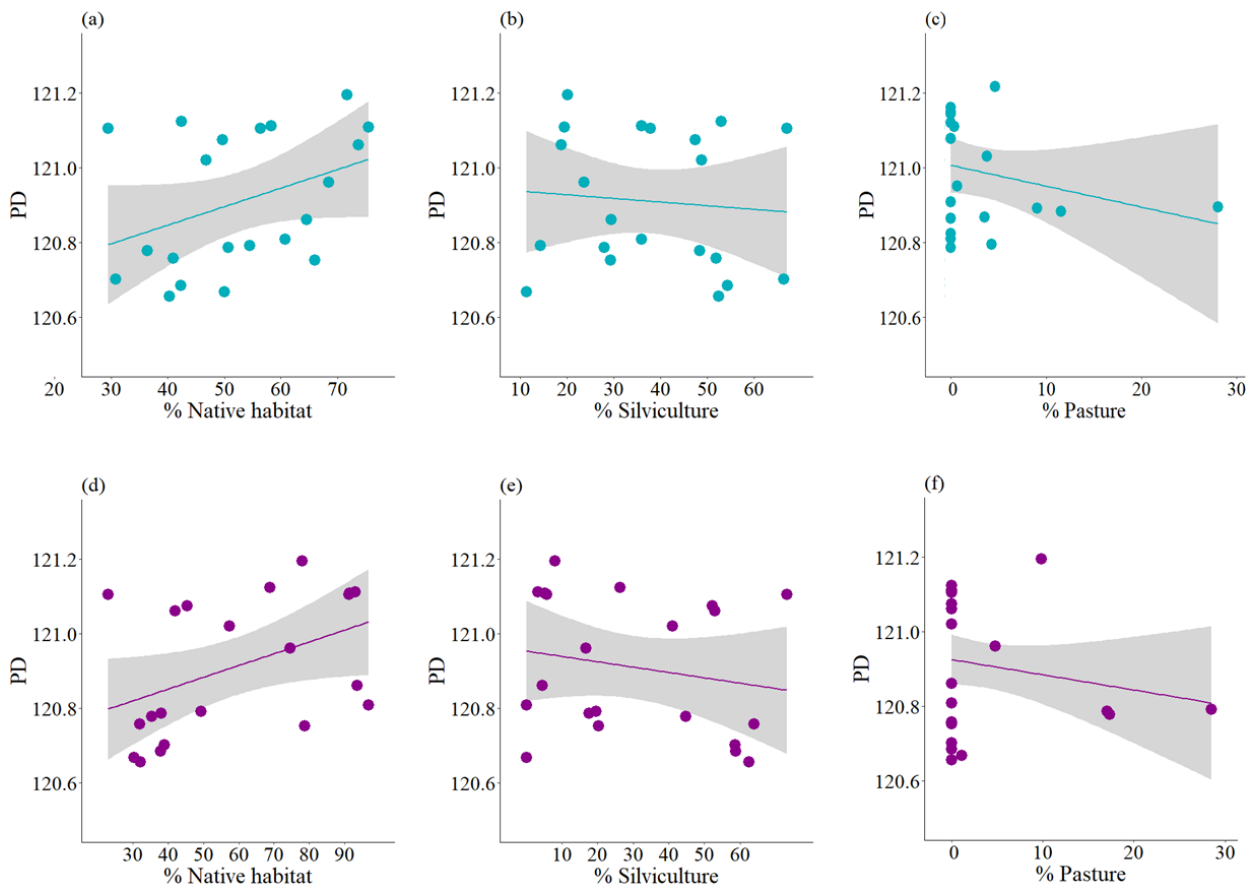 (a)
PD
121.2
121.0
120.8
120.6
20 30 40 50 60 70
% Native habitat
(b)
PD
121.2
121.0
120.8
120.6
10 20 30 40 50 60
% Silviculture
(c)
PD
121.2
121.0
120.8
120.6
0 10 20 30
% Pasture
(d)
PD
121.2
121.0
120.8
120.6
30 40 50 60 70 80 90
% Native habitat
(e)
PD
121.2
121.0
120.8
120.6
10 20 30 40 50 60
% Silviculture
(f)
PD
121.2
121.0
120.8
120.6
0 10 20 30
% Pasture